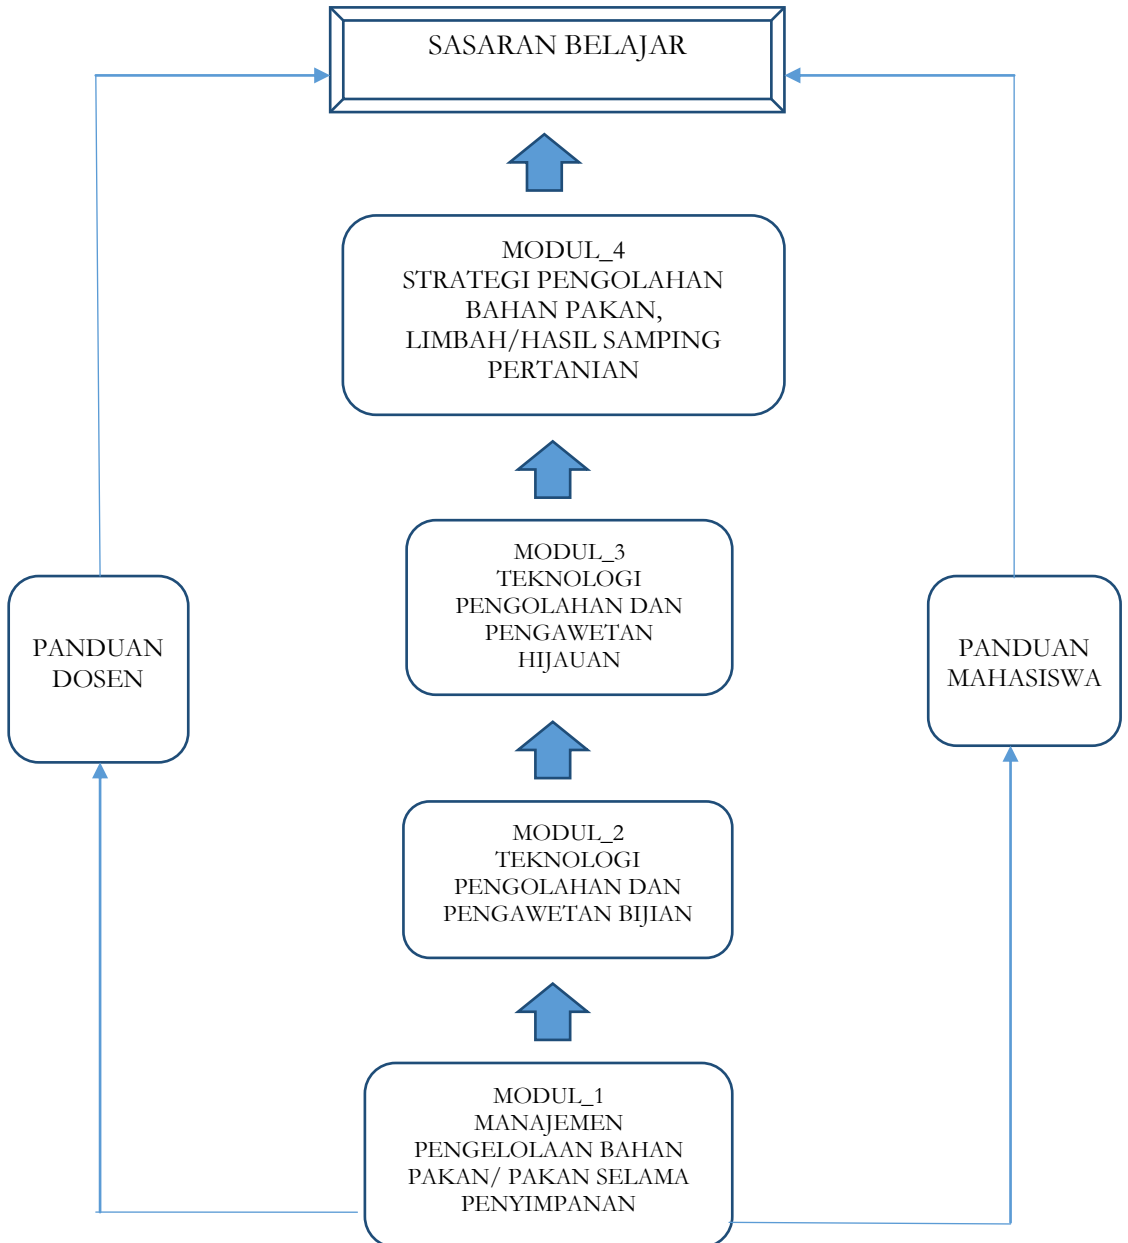 SASARAN BELAJAR
MODUL_4
STRATEGI PENGOLAHAN
BAHAN PAKAN,
LIMBAH/HASIL SAMPING
PERTANIAN
MODUL_3
TEKNOLOGI
PENGOLAHAN DAN
PENGAWETAN
HIJAUAN
PANDUAN
DOSEN
PANDUAN
MAHASISWA
MODUL_2
TEKNOLOGI
PENGOLAHAN DAN
PENGAWETAN BIJIAN
MODUL_1
MANAJEMEN
PENGELOLAAN BAHAN
PAKAN/ PAKAN SELAMA
PENYIMPANAN